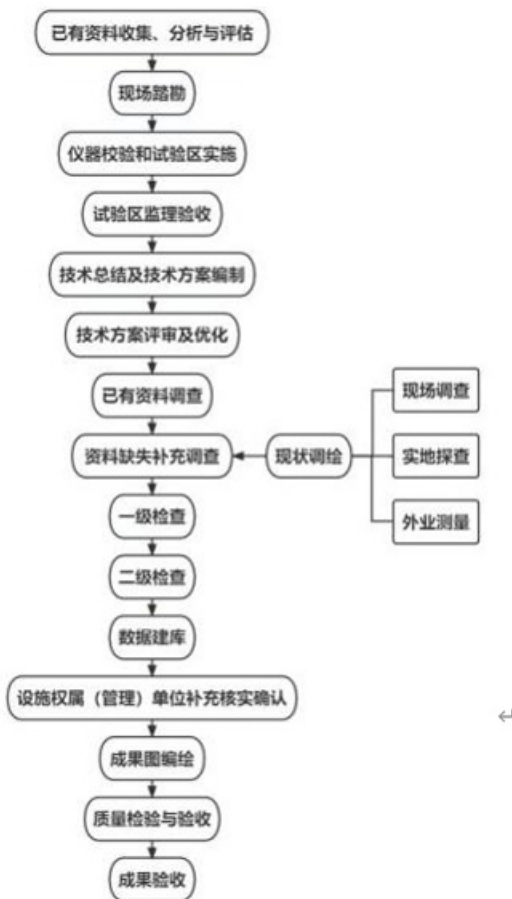 已有资料收集、分析与评估
现场踏勘
仪器校验和试验区实施
试验区监理验收
技术总结及技术方案编制
技术方案评审及优化
已有资料调查
资料缺失补充调查
现状调绘
现场调查
实地探查
外业测量
一级检查
二级检查
数据建库
设施权属（管理）单位补充核实确认
成果图编绘
质量检验与验收
成果验收